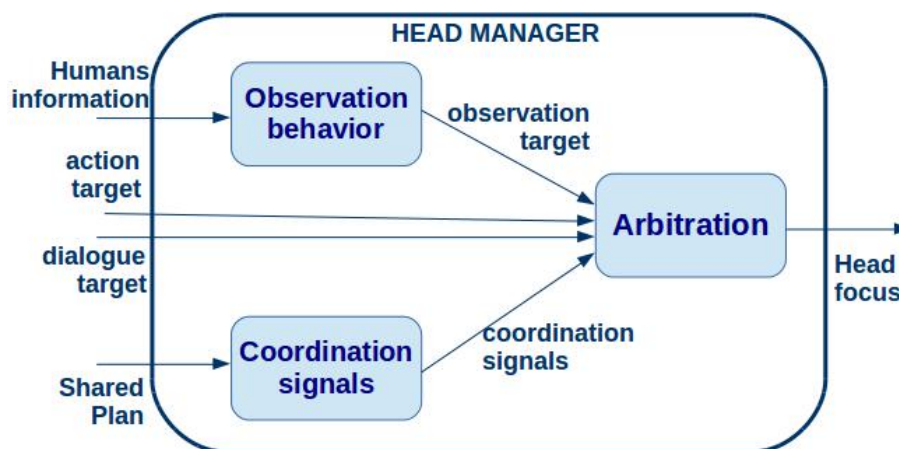 HEAD MANAGER
Humans
information
Observation
behavior
observation
target
action
target
Arbitration
dialogue
target
Head
focus
Coordination
signals
coordination
signals
Shared
Plan